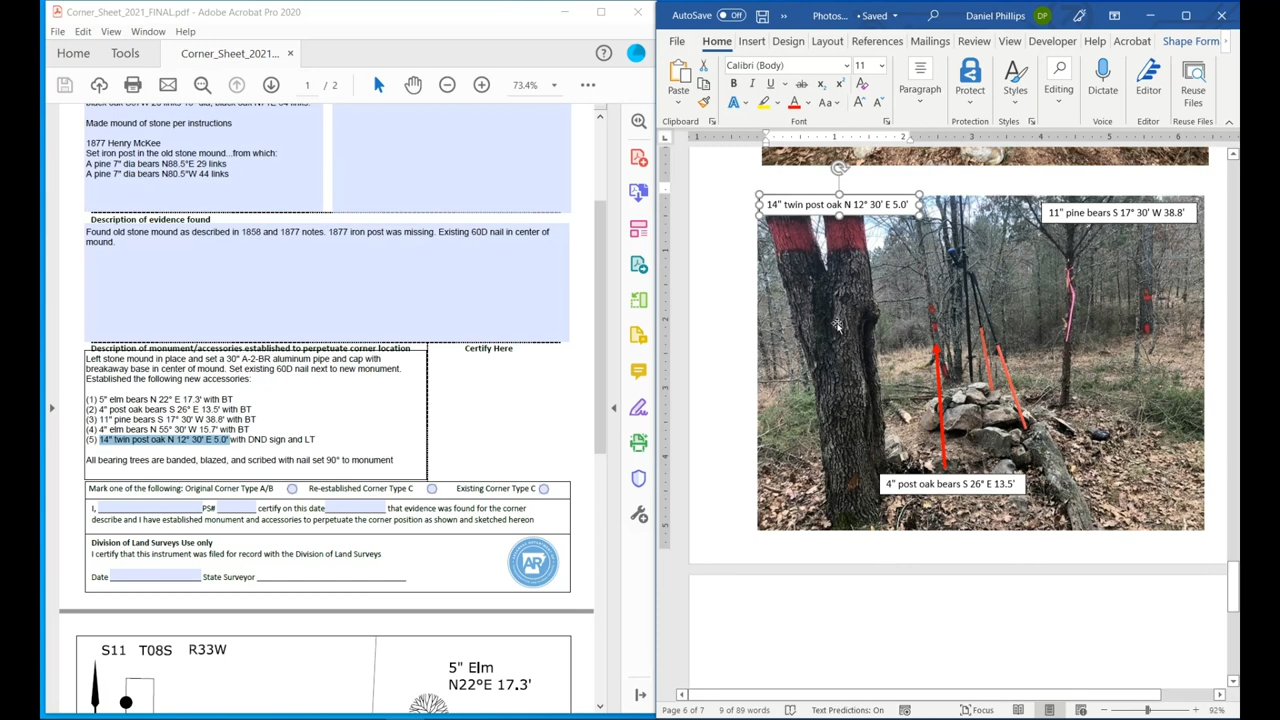 Corner_Sheet_2021_FINAL.pdf - Adobe Acrobat Pro 2020
File Edit View Window Help
Home Tools Corner_Sheet_2021...
/ 2
73.4%
Made mound of stone per instructions
1877 Henry McKee
Set iron post in the old stone mound...from which:
A pine 7" dia bears N88.5°E 29 links
A pine 7" dia bears N80.5°W 44 links
Description of evidence found
Found old stone mound as described in 1858 and 1877 notes. 1877 iron post was missing. Existing 60D nail in center of
mound.
Description of monument/accessories established to perpetuate corner location
Certify Here
Left stone mound in place and set a 30" A-2-BR aluminum pipe and cap with
breakaway base in center of mound. Set existing 60D nail next to new monument.
Established the following new accessories:
(1) 5" elm bears N 22° E 17.3' with BT
(2) 4" post oak bears S 26° E 13.5' with BT
(3) 11" pine bears S 17° 30' W 38.8' with BT
(4) 4" elm bears N 55° 30' W 15.7' with BT
(5) 14" twin post oak N 12° 30' E 5.0' with DND sign and LT
All bearing trees are banded, blazed, and scribed with nail set 90° to monument
Mark one of the following: Original Corner Type A/B Re-established Corner Type C Existing Corner Type C
I, PS# certify on this date that evidence was found for the corner
describe and I have established monument and accessories to perpetuate the corner position as shown and sketched hereon
Division of Land Surveys Use only
I certify that this instrument was filed for record with the Division of Land Surveys
AR
Date State Surveyor
S11 T08S R33W
5" Elm
N22°E 17.3'
AutoSave Off Photos... • Saved Daniel Phillips DP
File Home Insert Design Layout References Mailings Review View Developer Help Acrobat Shape Form
Calibri (Body) 11
Paste
B I U ab x₂ x²
A A Aa A A
Paragraph
Protect
Styles
Editing
Dictate
Editor
Reuse
Files
Clipboard Font Protection Styles Voice Editor Reuse Files
1 1 2 3 4 5 6
14" twin post oak N 12° 30' E 5.0'
11" pine bears S 17° 30' W 38.8'
4" post oak bears S 26° E 13.5'
Page 6 of 7 9 of 89 words Text Predictions: On Focus 92%